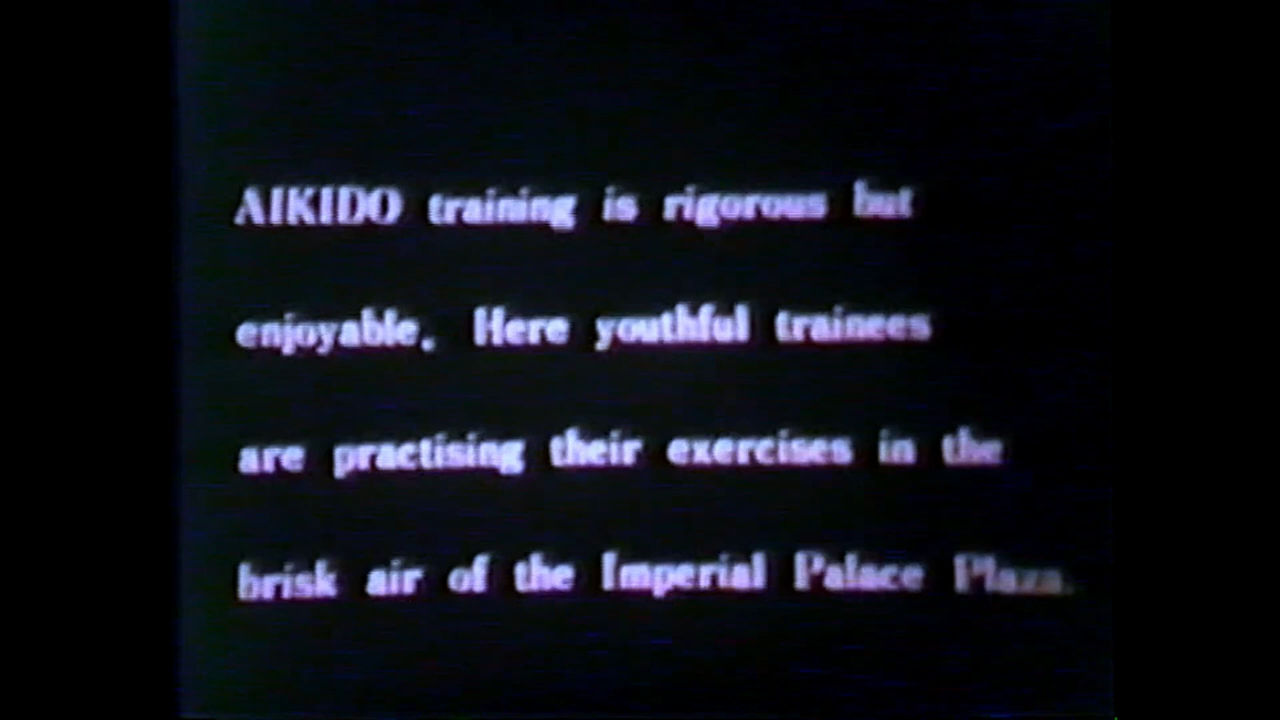 AIKIDO training is rigorous but
enjoyable. Here youthful trainees
are practising their exercises in the
brisk air of the Imperial Palace Plaza.